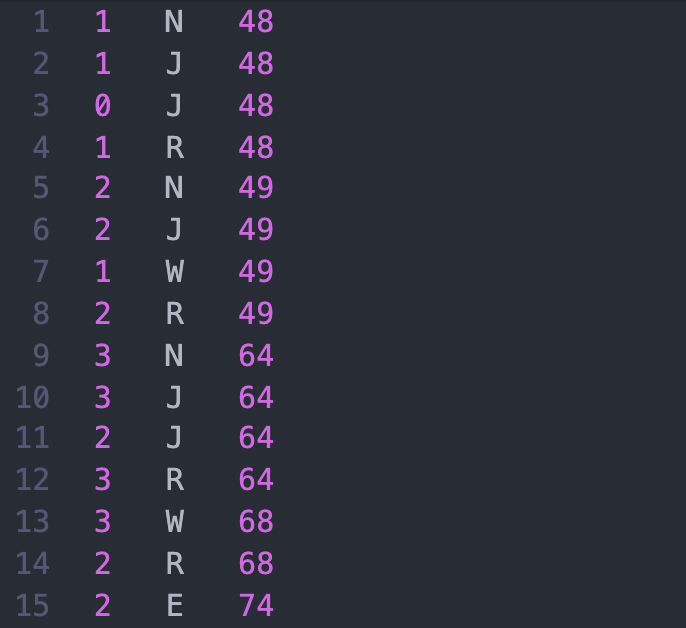 1 1 N 48
2 1 J 48
3 0 J 48
4 1 R 48
5 2 N 49
6 2 J 49
7 1 W 49
8 2 R 49
9 3 N 64
10 3 J 64
11 2 J 64
12 3 R 64
13 3 W 68
14 2 R 68
15 2 E 74